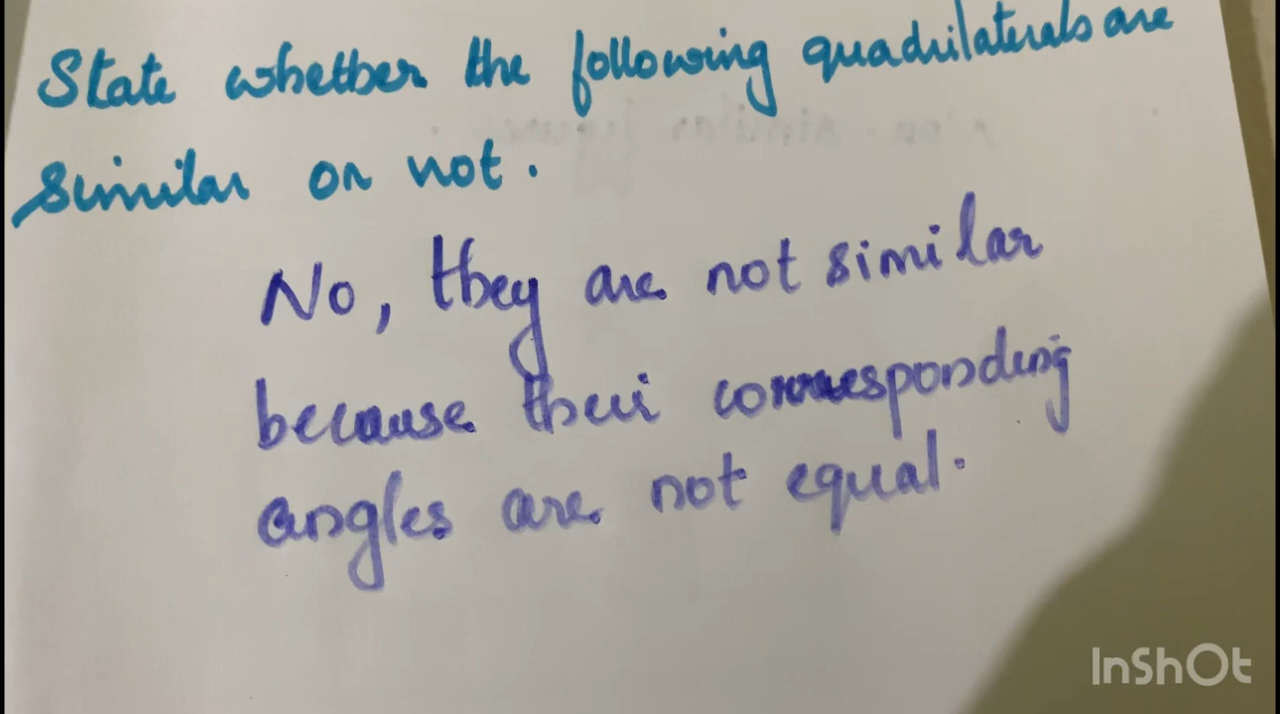 State whether the following quadrilaterals are
similar or not.
No, they are not similar
because their corresponding
angles are not equal.
InShOt